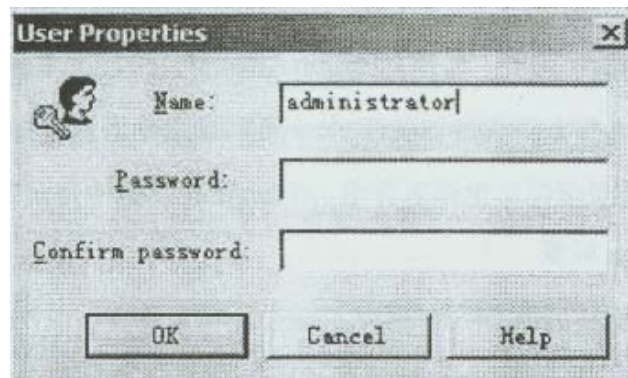 User Properties
Name:
administrator
Password:
Confirm password:
OK
Cancel
Help